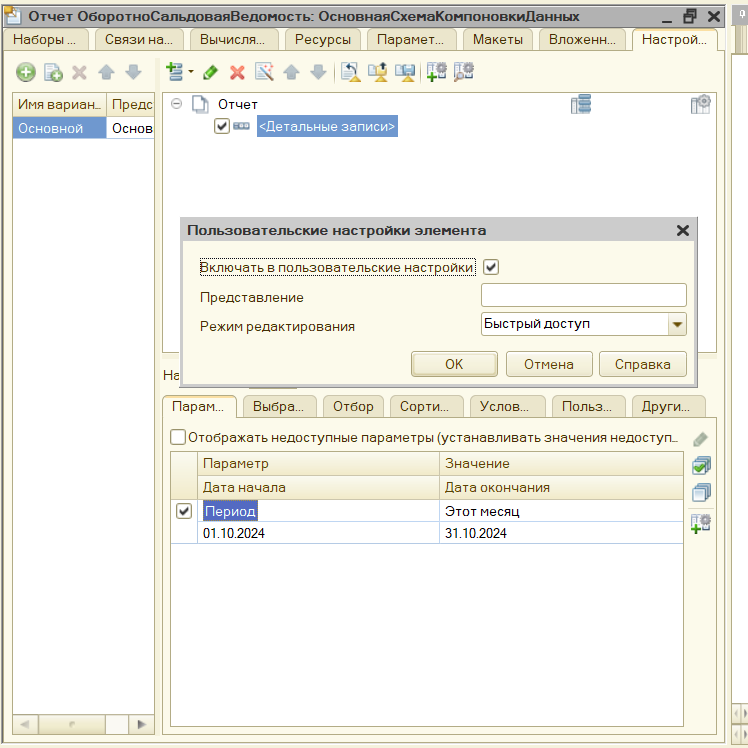 Отчет ОборотноСальдоваяВедомость: ОсновнаяСхемаКомпоновкиДанных
Наборы ... Связи на... Вычисля... Ресурсы Парамет... Макеты Вложенн... Настрой...
Имя вариан... Предс
Основной Основ
Отчет
<Детальные записи>
Пользовательские настройки элемента
Включать в пользовательские настройки
Представление
Режим редактирования Быстрый доступ
ОК Отмена Справка
На
Парам... Выбра... Отбор Сорти... Услов... Польз... Други...
Отображать недоступные параметры (устанавливать значения недоступ...
Параметр Значение
Дата начала Дата окончания
Период Этот месяц
01.10.2024 31.10.2024